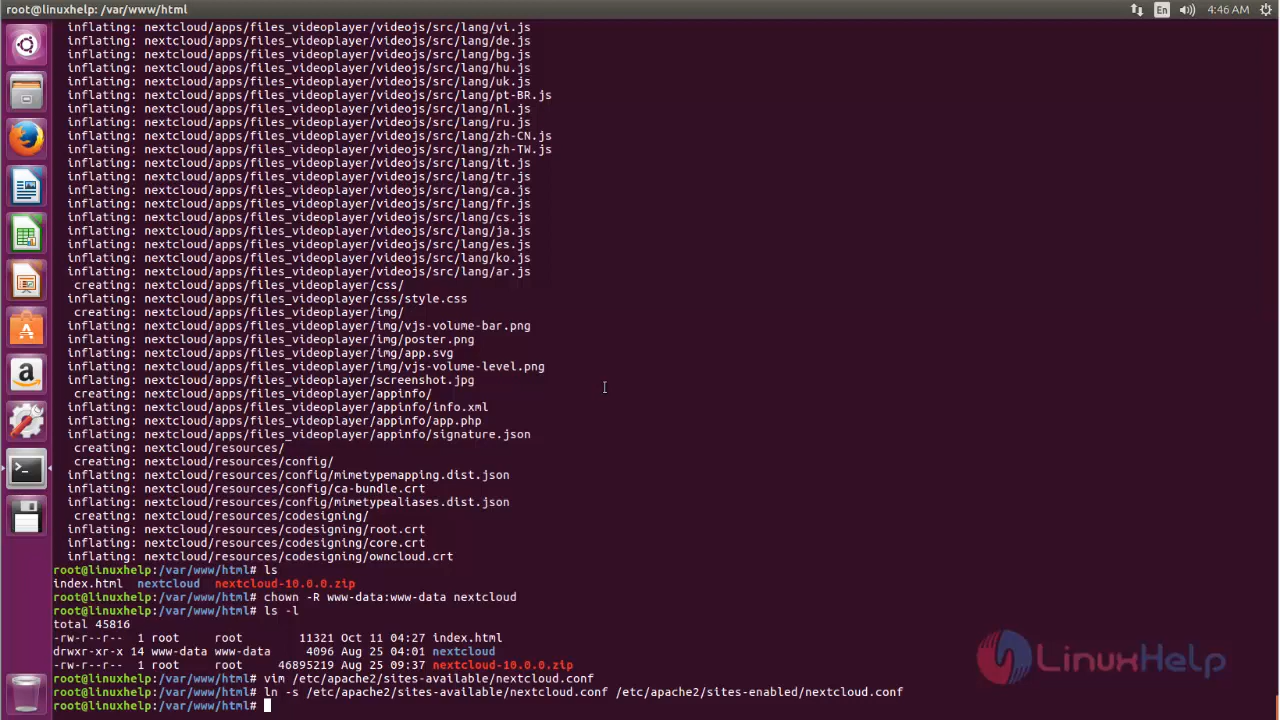 root@linuxhelp: /var/www/html
En
4:46 AM
inflating: nextcloud/apps/files_videoplayer/videojs/src/lang/vi.js
inflating: nextcloud/apps/files_videoplayer/videojs/src/lang/de.js
inflating: nextcloud/apps/files_videoplayer/videojs/src/lang/bg.js
inflating: nextcloud/apps/files_videoplayer/videojs/src/lang/hu.js
inflating: nextcloud/apps/files_videoplayer/videojs/src/lang/uk.js
inflating: nextcloud/apps/files_videoplayer/videojs/src/lang/pt-BR.js
inflating: nextcloud/apps/files_videoplayer/videojs/src/lang/nl.js
inflating: nextcloud/apps/files_videoplayer/videojs/src/lang/ru.js
inflating: nextcloud/apps/files_videoplayer/videojs/src/lang/zh-CN.js
inflating: nextcloud/apps/files_videoplayer/videojs/src/lang/zh-TW.js
inflating: nextcloud/apps/files_videoplayer/videojs/src/lang/it.js
inflating: nextcloud/apps/files_videoplayer/videojs/src/lang/tr.js
inflating: nextcloud/apps/files_videoplayer/videojs/src/lang/ca.js
inflating: nextcloud/apps/files_videoplayer/videojs/src/lang/fr.js
inflating: nextcloud/apps/files_videoplayer/videojs/src/lang/cs.js
inflating: nextcloud/apps/files_videoplayer/videojs/src/lang/ja.js
inflating: nextcloud/apps/files_videoplayer/videojs/src/lang/es.js
inflating: nextcloud/apps/files_videoplayer/videojs/src/lang/ko.js
inflating: nextcloud/apps/files_videoplayer/videojs/src/lang/ar.js
creating: nextcloud/apps/files_videoplayer/css/
inflating: nextcloud/apps/files_videoplayer/css/style.css
creating: nextcloud/apps/files_videoplayer/img/
inflating: nextcloud/apps/files_videoplayer/img/vjs-volume-bar.png
inflating: nextcloud/apps/files_videoplayer/img/poster.png
inflating: nextcloud/apps/files_videoplayer/img/app.svg
inflating: nextcloud/apps/files_videoplayer/img/vjs-volume-level.png
inflating: nextcloud/apps/files_videoplayer/screenshot.jpg
creating: nextcloud/apps/files_videoplayer/appinfo/
inflating: nextcloud/apps/files_videoplayer/appinfo/info.xml
inflating: nextcloud/apps/files_videoplayer/appinfo/app.php
inflating: nextcloud/apps/files_videoplayer/appinfo/signature.json
creating: nextcloud/resources/
creating: nextcloud/resources/config/
inflating: nextcloud/resources/config/mimetypemapping.dist.json
inflating: nextcloud/resources/config/ca-bundle.crt
inflating: nextcloud/resources/config/mimetypealiases.dist.json
creating: nextcloud/resources/codesigning/
inflating: nextcloud/resources/codesigning/root.crt
inflating: nextcloud/resources/codesigning/core.crt
inflating: nextcloud/resources/codesigning/owncloud.crt
root@linuxhelp:/var/www/html# ls
index.html nextcloud nextcloud-10.0.0.zip
root@linuxhelp:/var/www/html# chown -R www-data:www-data nextcloud
root@linuxhelp:/var/www/html# ls -l
total 45816
-rw-r--r-- 1 root root 11321 Oct 11 04:27 index.html
drwxr-xr-x 14 www-data www-data 4096 Aug 25 04:01 nextcloud
-rw-r--r-- 1 root root 46895219 Aug 25 09:37 nextcloud-10.0.0.zip
root@linuxhelp:/var/www/html# vim /etc/apache2/sites-available/nextcloud.conf
root@linuxhelp:/var/www/html# ln -s /etc/apache2/sites-available/nextcloud.conf /etc/apache2/sites-enabled/nextcloud.conf
root@linuxhelp:/var/www/html#
LinuxHelp